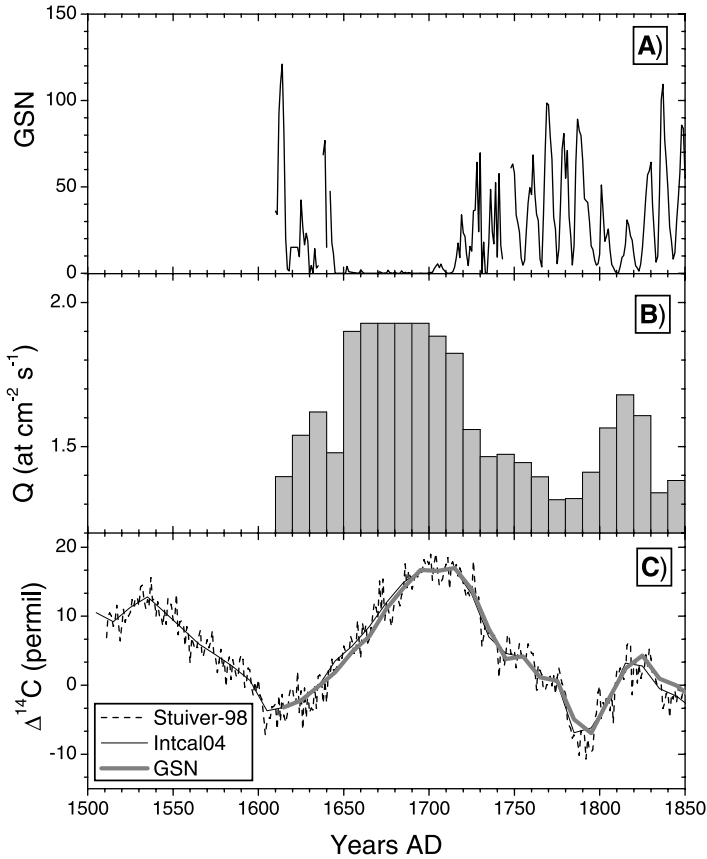 150
A)
100
GSN
50
0
B)
2.0
Q (at cm⁻² s⁻¹)
1.5
20
C)
10
Δ¹⁴C (permil)
0
-10
Stuiver-98
Intcal04
GSN
1500 1550 1600 1650 1700 1750 1800 1850
Years AD